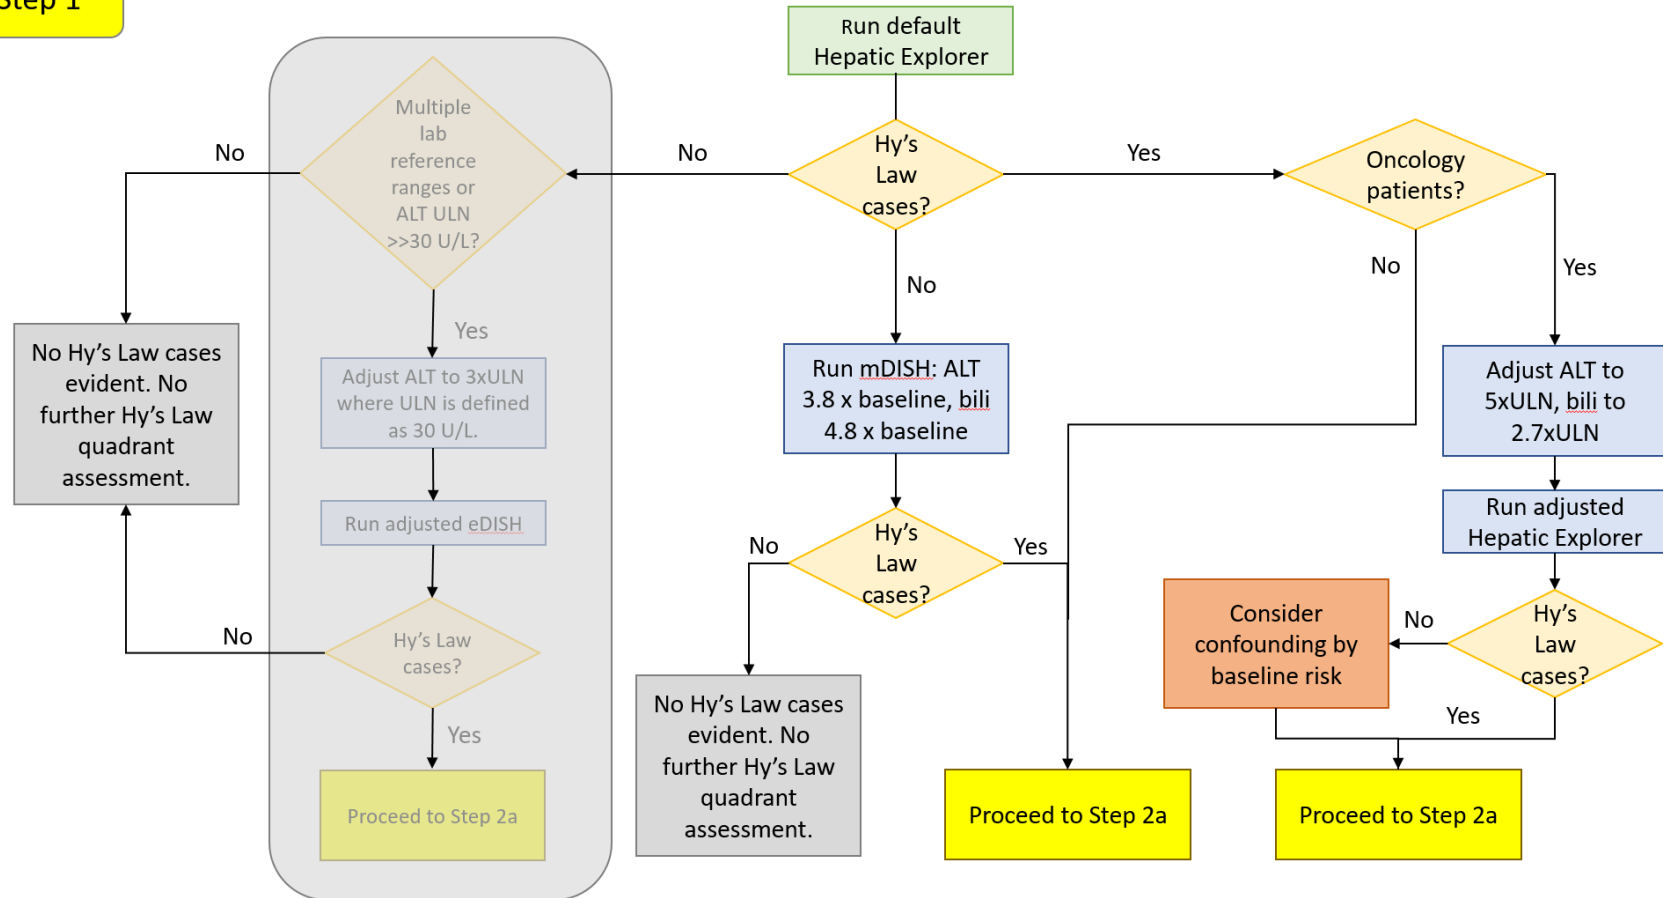 Step 1
Run default
Hepatic Explorer
Multiple
lab
reference
ranges or
ALT ULN
>>30 U/L?
No
No
Hy's
Law
cases?
Yes
Oncology
patients?
No
Yes
No
Yes
No Hy's Law cases
evident. No
further Hy's Law
quadrant
assessment.
Adjust ALT to 3xULN
where ULN is defined
as 30 U/L.
Run mDISH: ALT
3.8 x baseline, bili
4.8 x baseline
Adjust ALT to
5xULN, bili to
2.7xULN
Run adjusted eDISH
Run adjusted
Hepatic Explorer
No
Hy's
Law
cases?
Yes
No
Hy's Law
cases?
Consider
confounding by
baseline risk
No
Hy's
Law
cases?
Yes
Yes
No Hy's Law cases
evident. No
further Hy's Law
quadrant
assessment.
Proceed to Step 2a
Proceed to Step 2a
Proceed to Step 2a